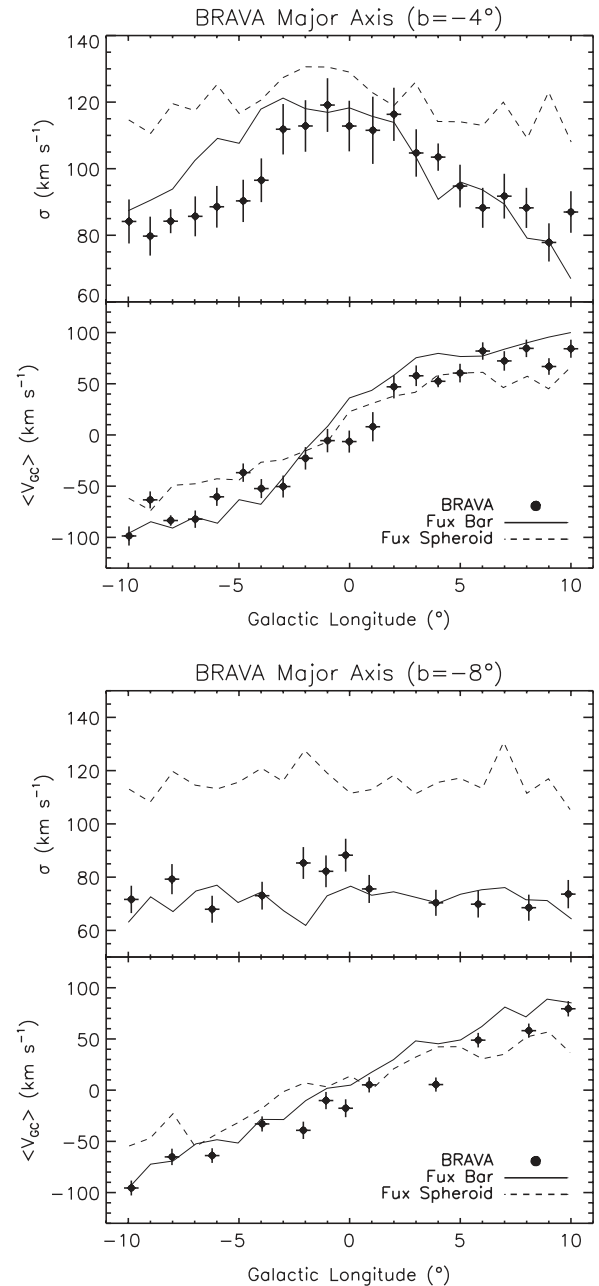 BRAVA Major Axis (b=−4°)
140
120
100
80
60
σ (km s⁻¹)
100
50
0
−50
−100
<V_GC> (km s⁻¹)
BRAVA
Fux Bar
Fux Spheroid
−10 −5 0 5 10
Galactic Longitude (°)
BRAVA Major Axis (b=−8°)
140
120
100
80
60
σ (km s⁻¹)
100
50
0
−50
−100
<V_GC> (km s⁻¹)
BRAVA
Fux Bar
Fux Spheroid
−10 −5 0 5 10
Galactic Longitude (°)